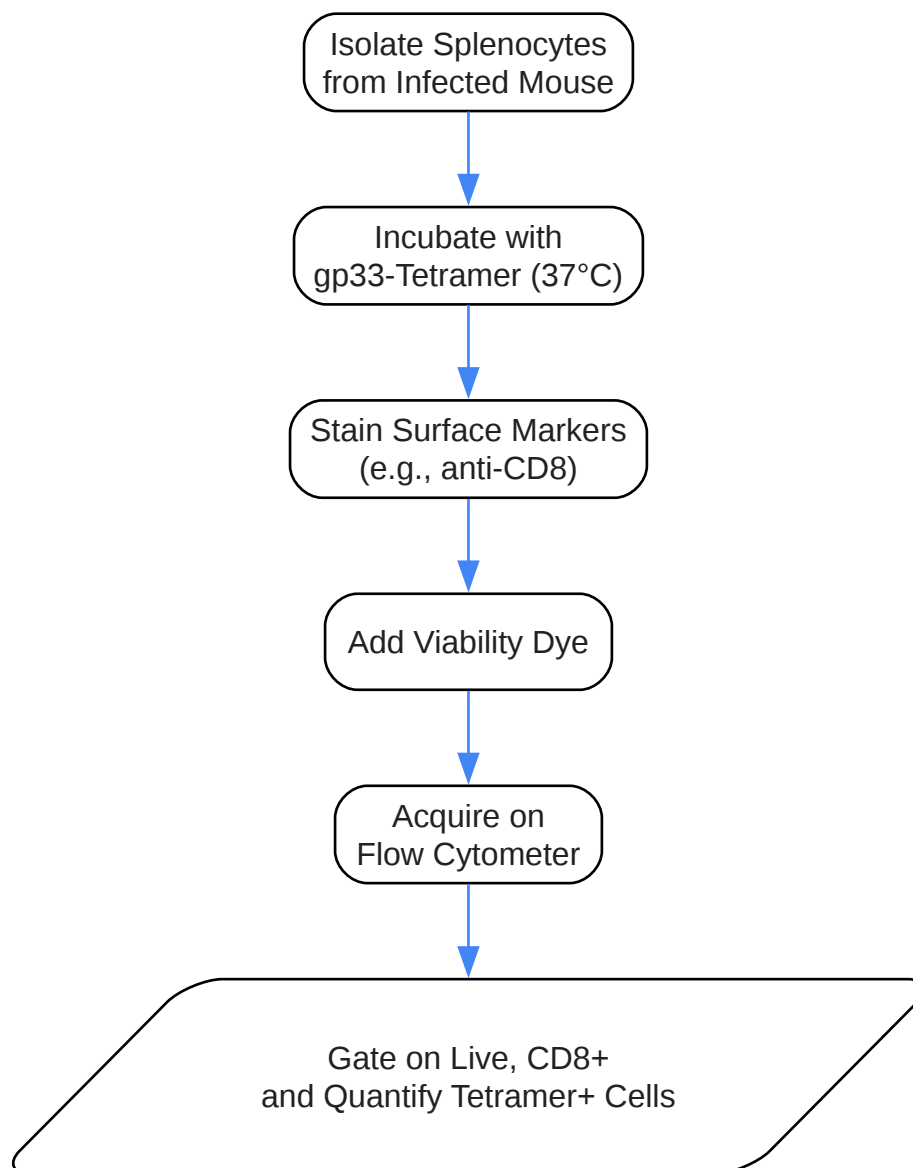 Isolate Splenocytes
from Infected Mouse
Incubate with
gp33-Tetramer (37°C)
Stain Surface Markers
(e.g., anti-CD8)
Add Viability Dye
Acquire on
Flow Cytometer
Gate on Live, CD8+
and Quantify Tetramer+ Cells